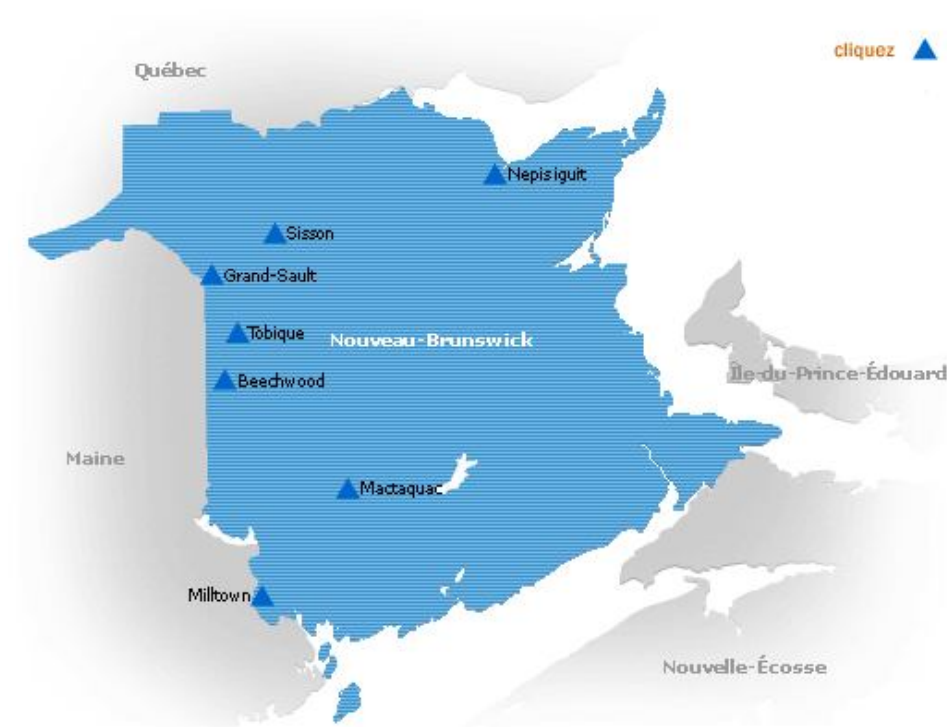 cliquez
Québec
Nepisiguit
Sisson
Grand-Sault
Tobique
Nouveau-Brunswick
Île-du-Prince-Édouard
Beechwood
Maine
Mactaquac
Milltown
Nouvelle-Écosse